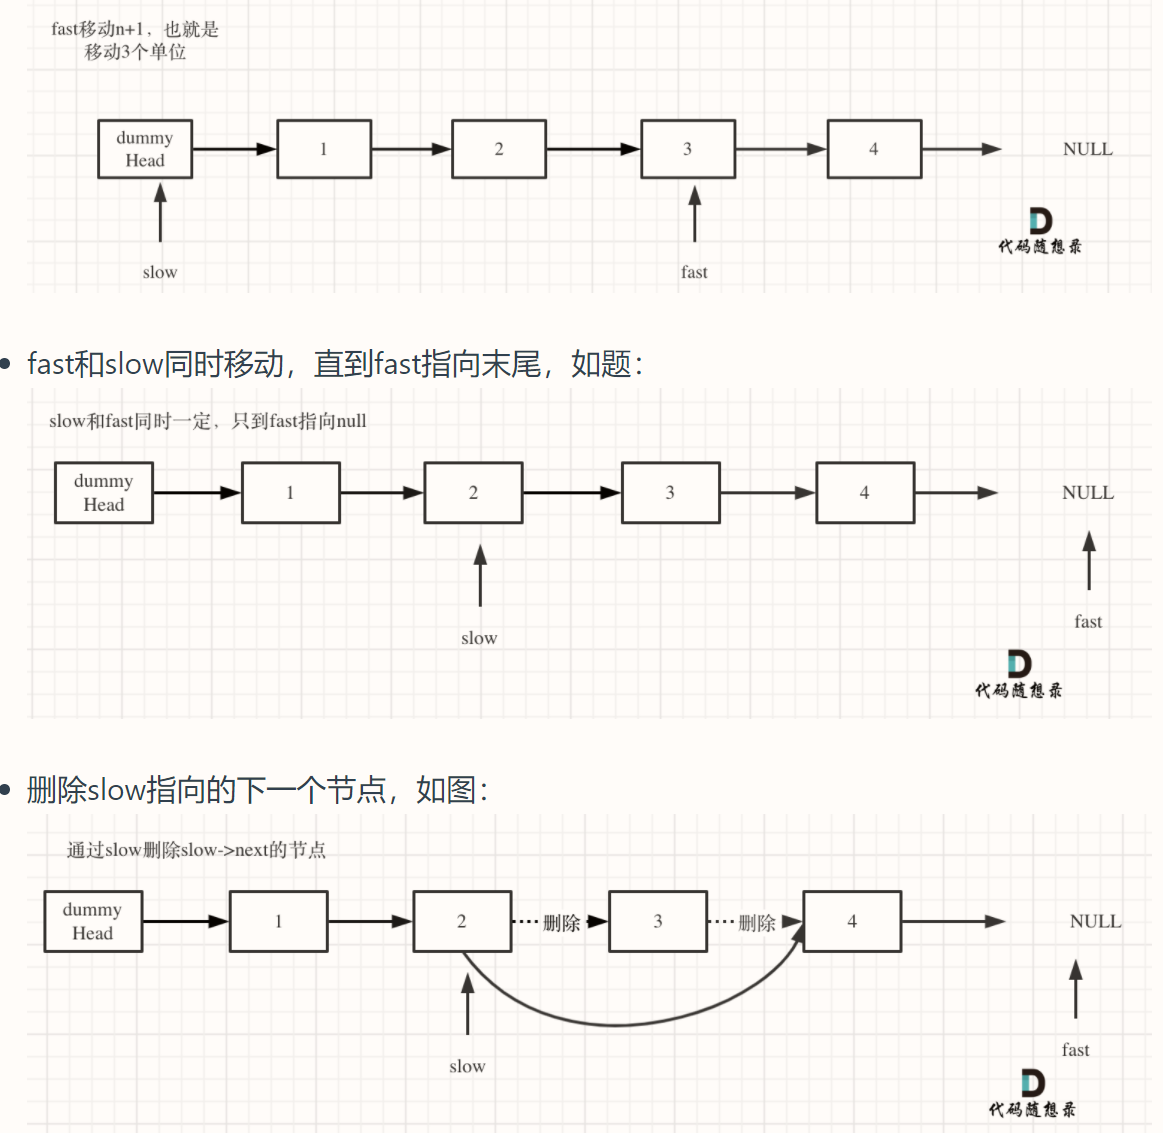 fast移动n+1，也就是
移动3个单位
dummy
Head
1
2
3
4
NULL
slow
fast
代码随想录
fast和slow同时移动，直到fast指向末尾，如题：
slow和fast同时一定，只到fast指向null
dummy
Head
1
2
3
4
NULL
slow
fast
代码随想录
删除slow指向的下一个节点，如图：
通过slow删除slow->next的节点
dummy
Head
1
2
删除
3
删除
4
NULL
slow
fast
代码随想录